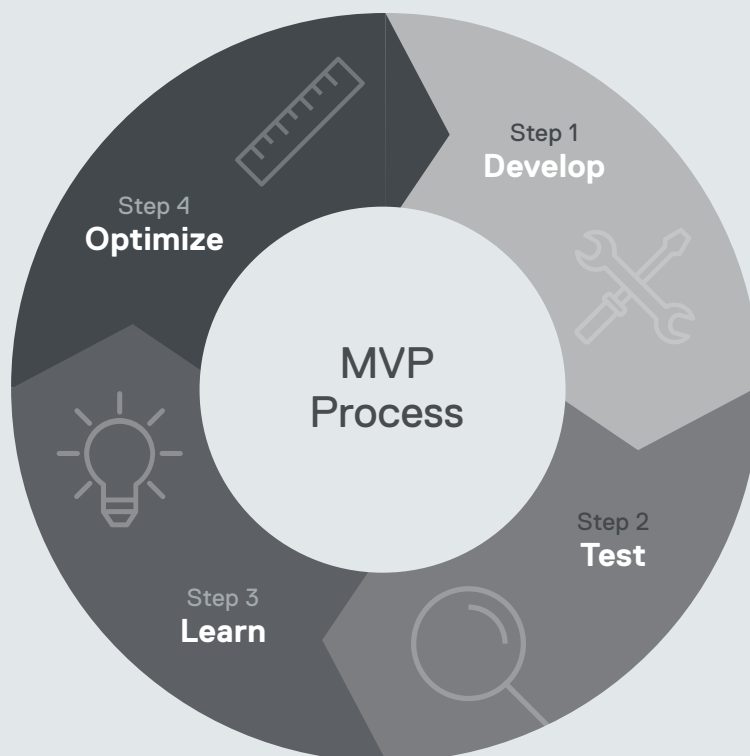 MVP
Process
Step 1
Develop
Step 2
Test
Step 3
Learn
Step 4
Optimize